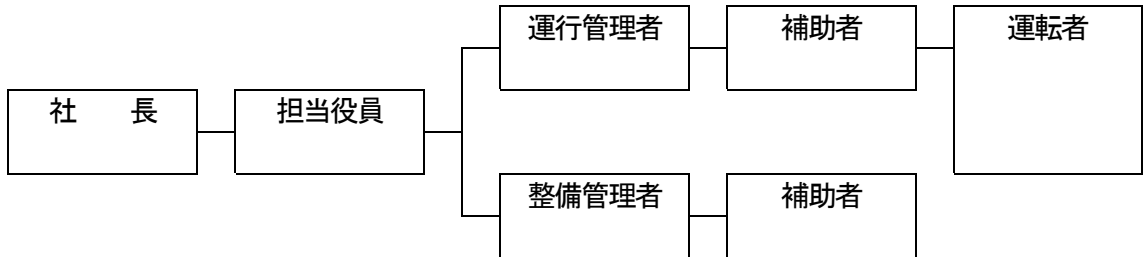 運行管理者
補助者
運転者
社　　長
担当役員
整備管理者
補助者